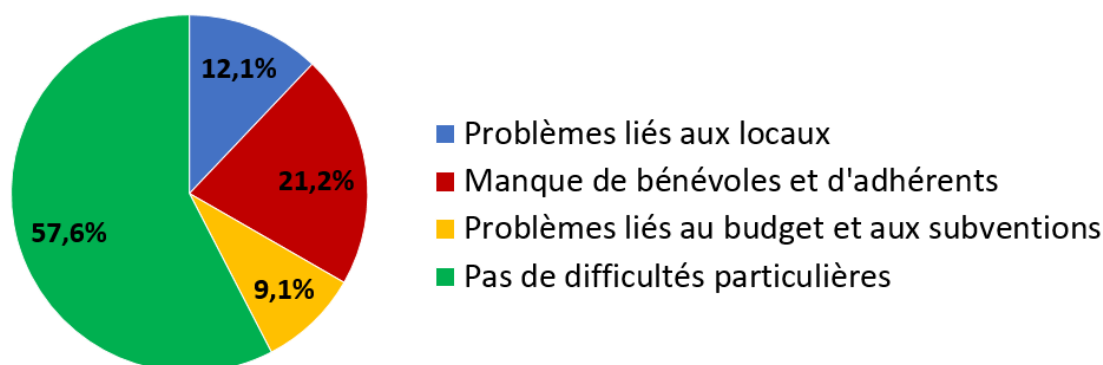 12,1%
21,2%
57,6%
9,1%
Problèmes liés aux locaux
Manque de bénévoles et d'adhérents
Problèmes liés au budget et aux subventions
Pas de difficultés particulières